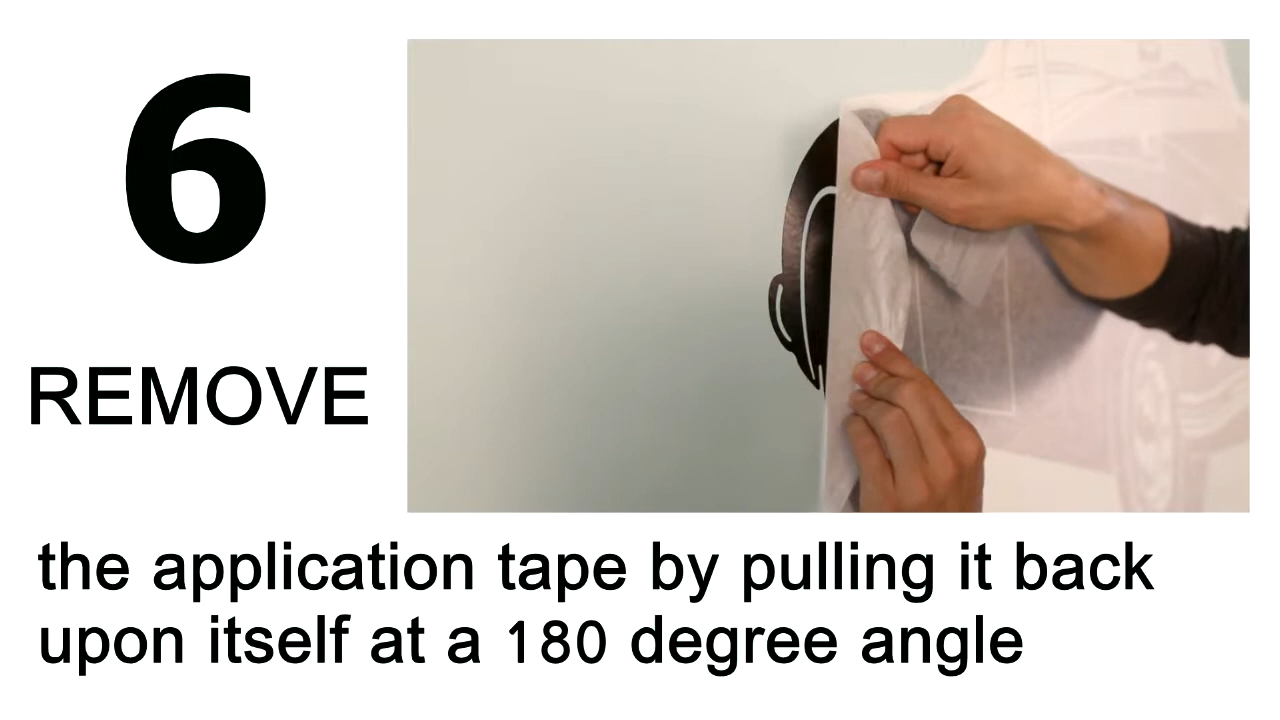 6
REMOVE
the application tape by pulling it back
upon itself at a 180 degree angle